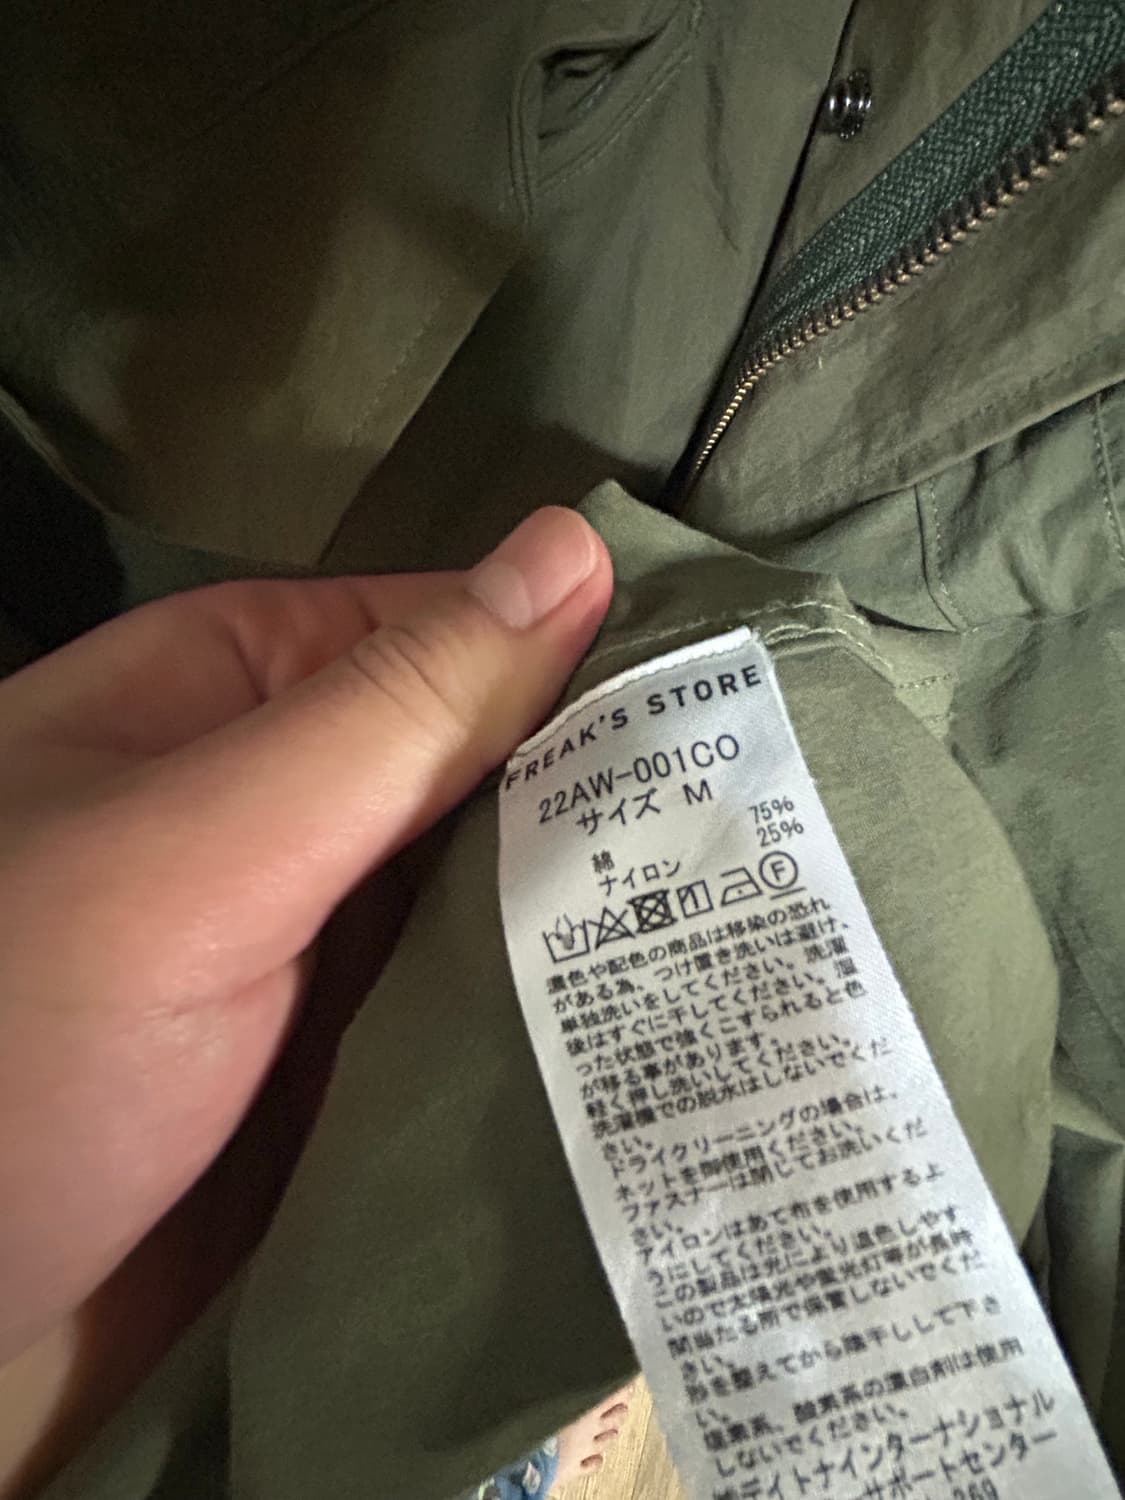 FREAK'S STORE
22AW-001CO
サイズ M
綿 75%
ナイロン 25%
F
濃色や配色の商品は移染の恐れ
がある為、つけ置き洗いは避け、
単独洗いをしてください。洗濯
後はすぐに干してください。湿
った状態で強くこすられると色
が移る事があります。
軽く押し洗いしてください。
洗濯機での脱水はしないでくだ
さい。
ドライクリーニングの場合は、
ネットを御使用ください。
ファスナーは閉じてお洗いくだ
さい。
アイロンはあて布を使用するよ
うにしてください。
この製品は光により退色しやす
いので太陽光や蛍光灯等が長時
間当たる所で保管しないでくだ
さい。
形を整えてから陰干しして下さ
い。
塩素系、酸素系の漂白剤は使用
しないでください。
㈱デイトナインターナショナル
サポートセンター
269